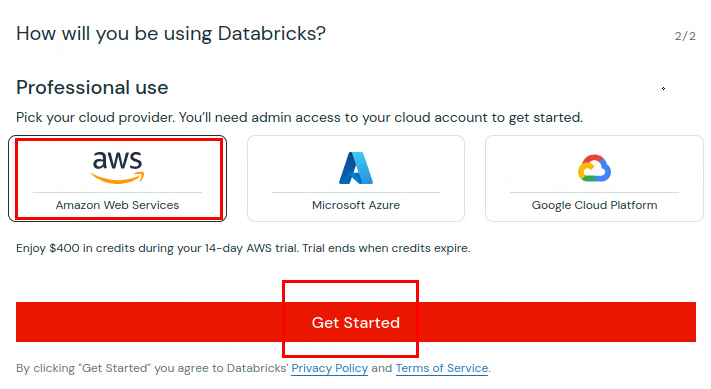 How will you be using Databricks?
2/2
Professional use
Pick your cloud provider. You’ll need admin access to your cloud account to get started.
aws
Amazon Web Services
Microsoft Azure
Google Cloud Platform
Enjoy $400 in credits during your 14-day AWS trial. Trial ends when credits expire.
Get Started
By clicking "Get Started" you agree to Databricks' Privacy Policy and Terms of Service.